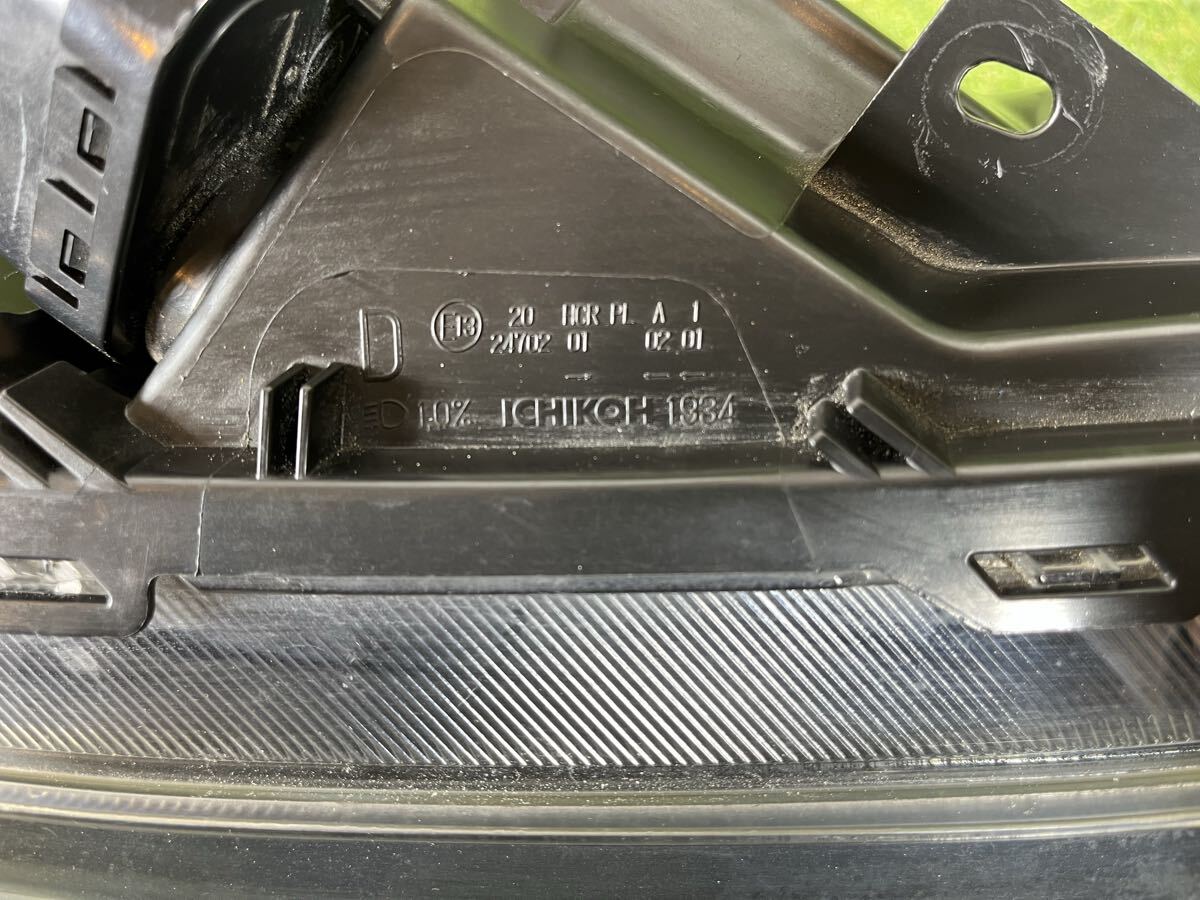 D E13 20 HCR PL A 1
24702 01 02 01
→ ← ←
1.0% ICHIKOH 1934